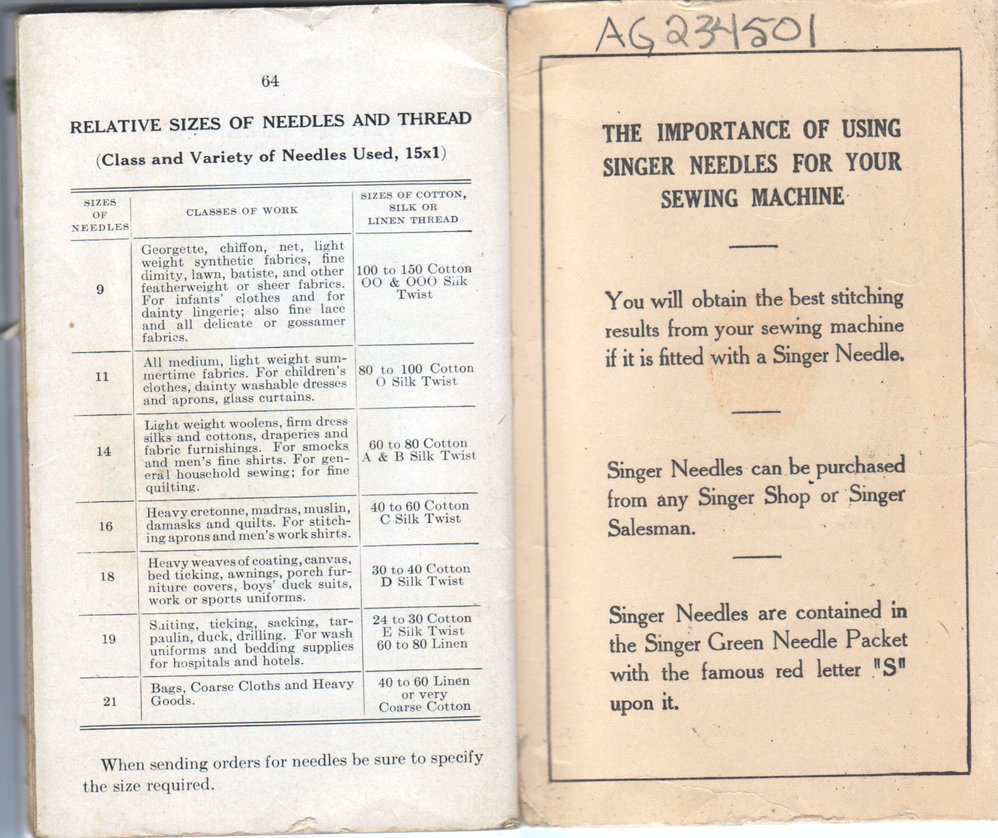 64
RELATIVE SIZES OF NEEDLES AND THREAD
(Class and Variety of Needles Used, 15x1)
SIZES
OF
NEEDLES
CLASSES OF WORK
SIZES OF COTTON,
SILK OR
LINEN THREAD
9
Georgette, chiffon, net, light
weight synthetic fabrics, fine
dimity, lawn, batiste, and other
featherweight or sheer fabrics.
For infants' clothes and for
dainty lingerie; also fine lace
and all delicate or gossamer
fabrics.
100 to 150 Cotton
OO & OOO Silk
Twist
11
All medium, light weight sum-
mertime fabrics. For children's
clothes, dainty washable dresses
and aprons, glass curtains.
80 to 100 Cotton
O Silk Twist
14
Light weight woolens, firm dress
silks and cottons, draperies and
fabric furnishings. For smocks
and men's fine shirts. For gen-
eral household sewing; for fine
quilting.
60 to 80 Cotton
A & B Silk Twist
16
Heavy cretonne, madras, muslin,
damasks and quilts. For stitch-
ing aprons and men's work shirts.
40 to 60 Cotton
C Silk Twist
18
Heavy weaves of coating, canvas,
bed ticking, awnings, porch fur-
niture covers, boys' duck suits,
work or sports uniforms.
30 to 40 Cotton
D Silk Twist
19
Suiting, ticking, sacking, tar-
paulin, duck, drilling. For wash
uniforms and bedding supplies
for hospitals and hotels.
24 to 30 Cotton
E Silk Twist
60 to 80 Linen
21
Bags, Coarse Cloths and Heavy
Goods.
40 to 60 Linen
or very
Coarse Cotton
When sending orders for needles be sure to specify
the size required.
AG234501
THE IMPORTANCE OF USING
SINGER NEEDLES FOR YOUR
SEWING MACHINE
You will obtain the best stitching
results from your sewing machine
if it is fitted with a Singer Needle.
Singer Needles can be purchased
from any Singer Shop or Singer
Salesman.
Singer Needles are contained in
the Singer Green Needle Packet
with the famous red letter "S"
upon it.